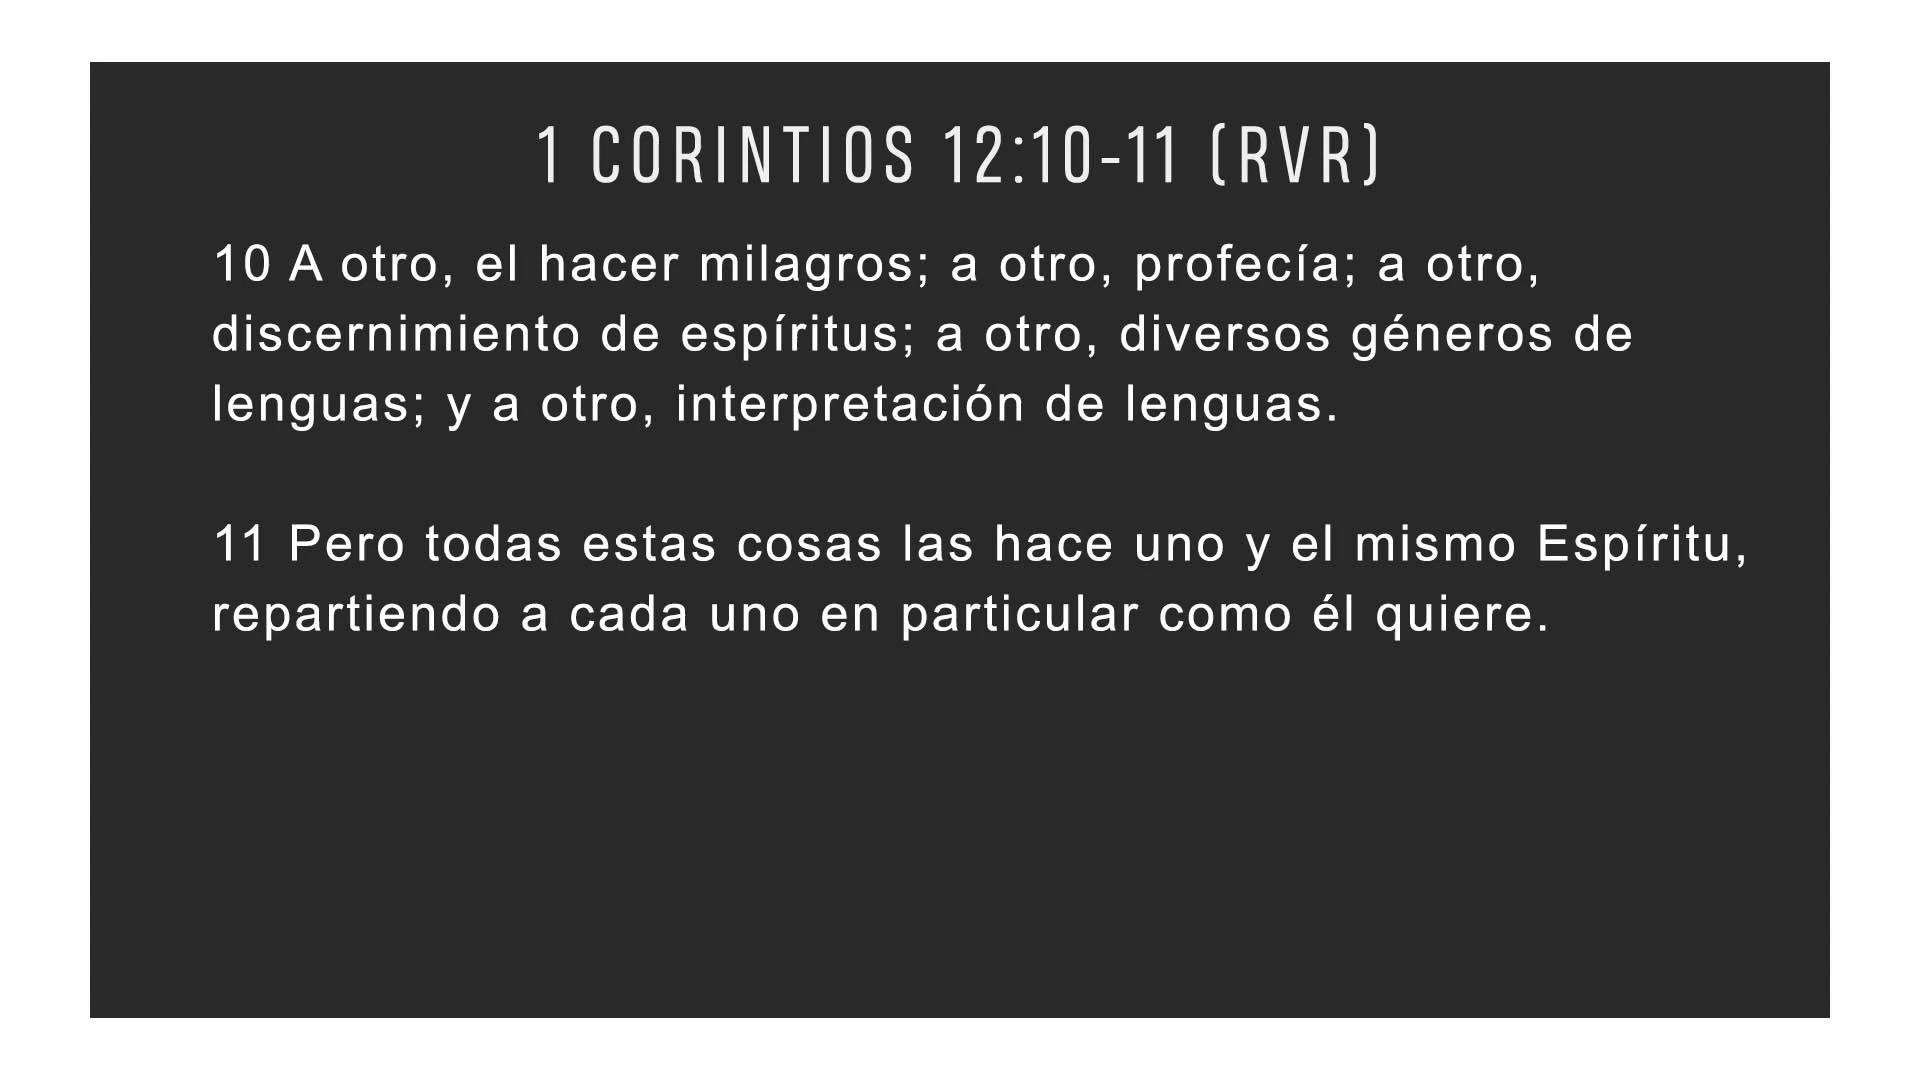 1 CORINTIOS 12:10-11 (RVR)
10 A otro, el hacer milagros; a otro, profecía; a otro,
discernimiento de espíritus; a otro, diversos géneros de
lenguas; y a otro, interpretación de lenguas.
11 Pero todas estas cosas las hace uno y el mismo Espíritu,
repartiendo a cada uno en particular como él quiere.